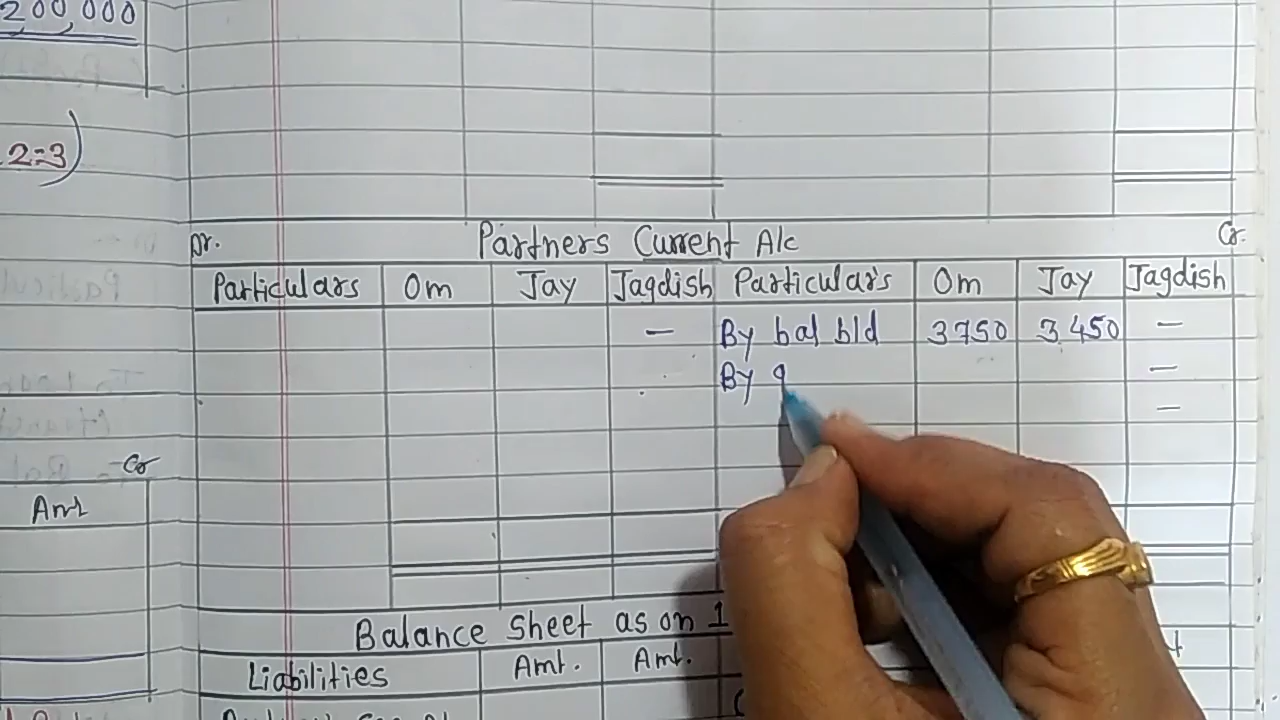 200,000
2=3)
Dr. Partners Current A/c Cr.
Particulars Om Jay Jagdish Particulars Om Jay Jagdish
— By bal b/d 3750 3,450 —
By g —
—
Cr
Amt
Balance Sheet as on 1
Liabilities Amt. Amt.